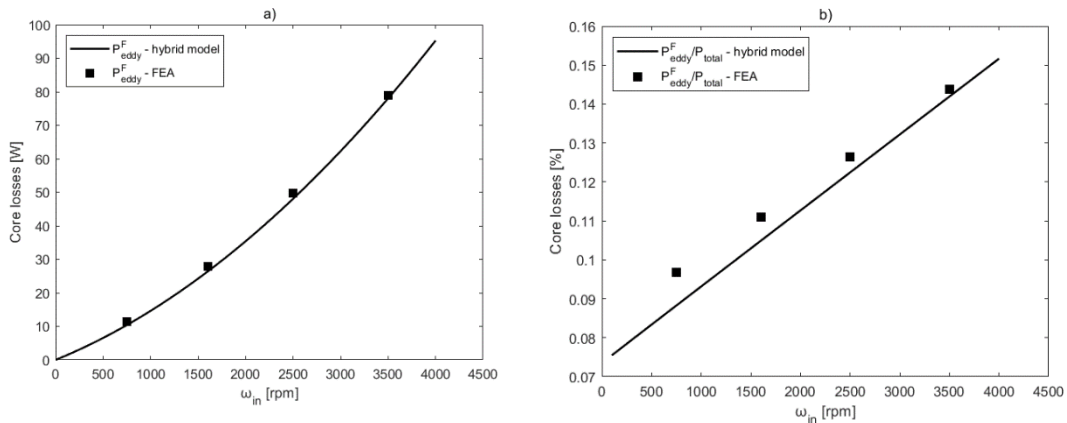 a)
P^F_eddy - hybrid model
P^F_eddy - FEA
Core losses [W]
100
90
80
70
60
50
40
30
20
10
0
0 500 1000 1500 2000 2500 3000 3500 4000 4500
ω_in [rpm]
b)
P^F_eddy/P_total - hybrid model
P^F_eddy/P_total - FEA
Core losses [%]
0.16
0.15
0.14
0.13
0.12
0.11
0.1
0.09
0.08
0.07
500 1000 1500 2000 2500 3000 3500 4000 4500
ω_in [rpm]